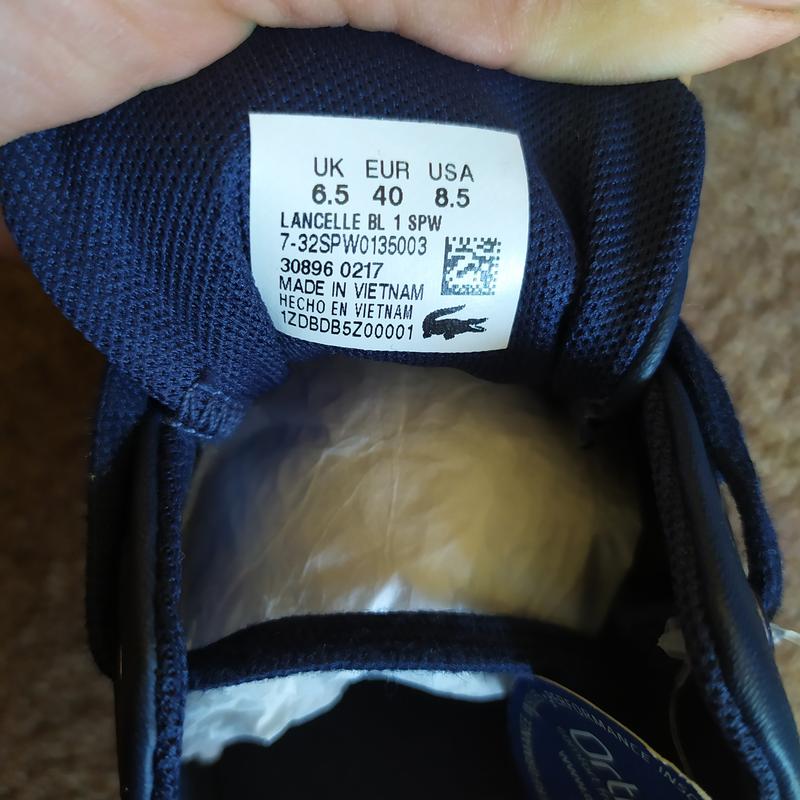 UK EUR USA
6.5 40 8.5
LANCELLE BL 1 SPW
7-32SPW0135003
30896 0217
MADE IN VIETNAM
HECHO EN VIETNAM
1ZDBDB5Z00001
PERFORMANCE